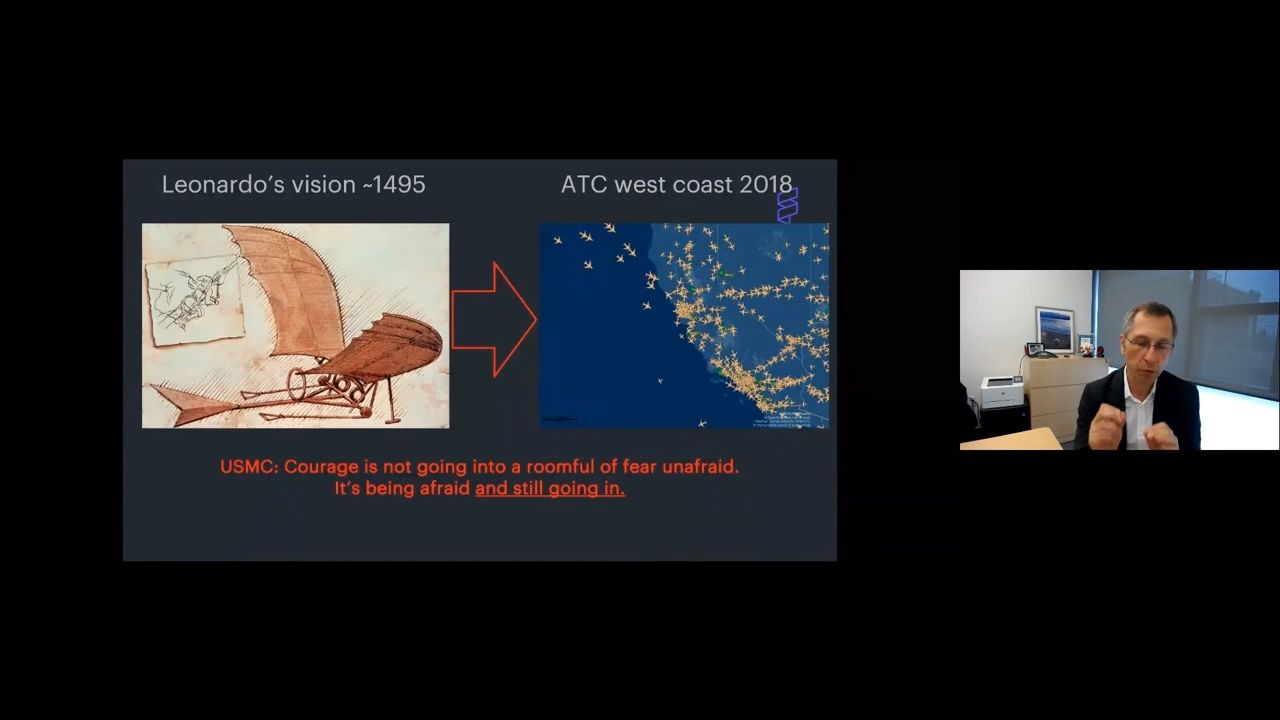 Leonardo's vision ~1495
ATC west coast 2018
USMC: Courage is not going into a roomful of fear unafraid.
It's being afraid and still going in.